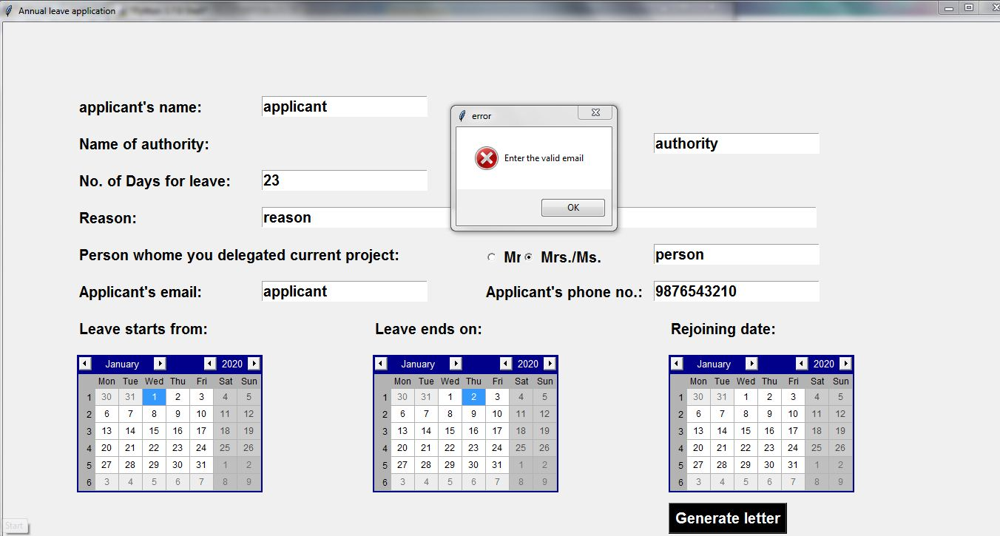 Annual leave application
applicant's name: applicant
error
Enter the valid email
OK
Name of authority: authority
No. of Days for leave: 23
Reason: reason
Person whome you delegated current project: Mr Mrs./Ms. person
Applicant's email: applicant Applicant's phone no.: 9876543210
Leave starts from: Leave ends on: Rejoining date:
January 2020 January 2020 January 2020
Mon Tue Wed Thu Fri Sat Sun Mon Tue Wed Thu Fri Sat Sun Mon Tue Wed Thu Fri Sat Sun
1 30 31 1 2 3 4 5 1 30 31 1 2 3 4 5 1 30 31 1 2 3 4 5
2 6 7 8 9 10 11 12 2 6 7 8 9 10 11 12 2 6 7 8 9 10 11 12
3 13 14 15 16 17 18 19 3 13 14 15 16 17 18 19 3 13 14 15 16 17 18 19
4 20 21 22 23 24 25 26 4 20 21 22 23 24 25 26 4 20 21 22 23 24 25 26
5 27 28 29 30 31 1 2 5 27 28 29 30 31 1 2 5 27 28 29 30 31 1 2
6 3 4 5 6 7 8 9 6 3 4 5 6 7 8 9 6 3 4 5 6 7 8 9
Generate letter
Start